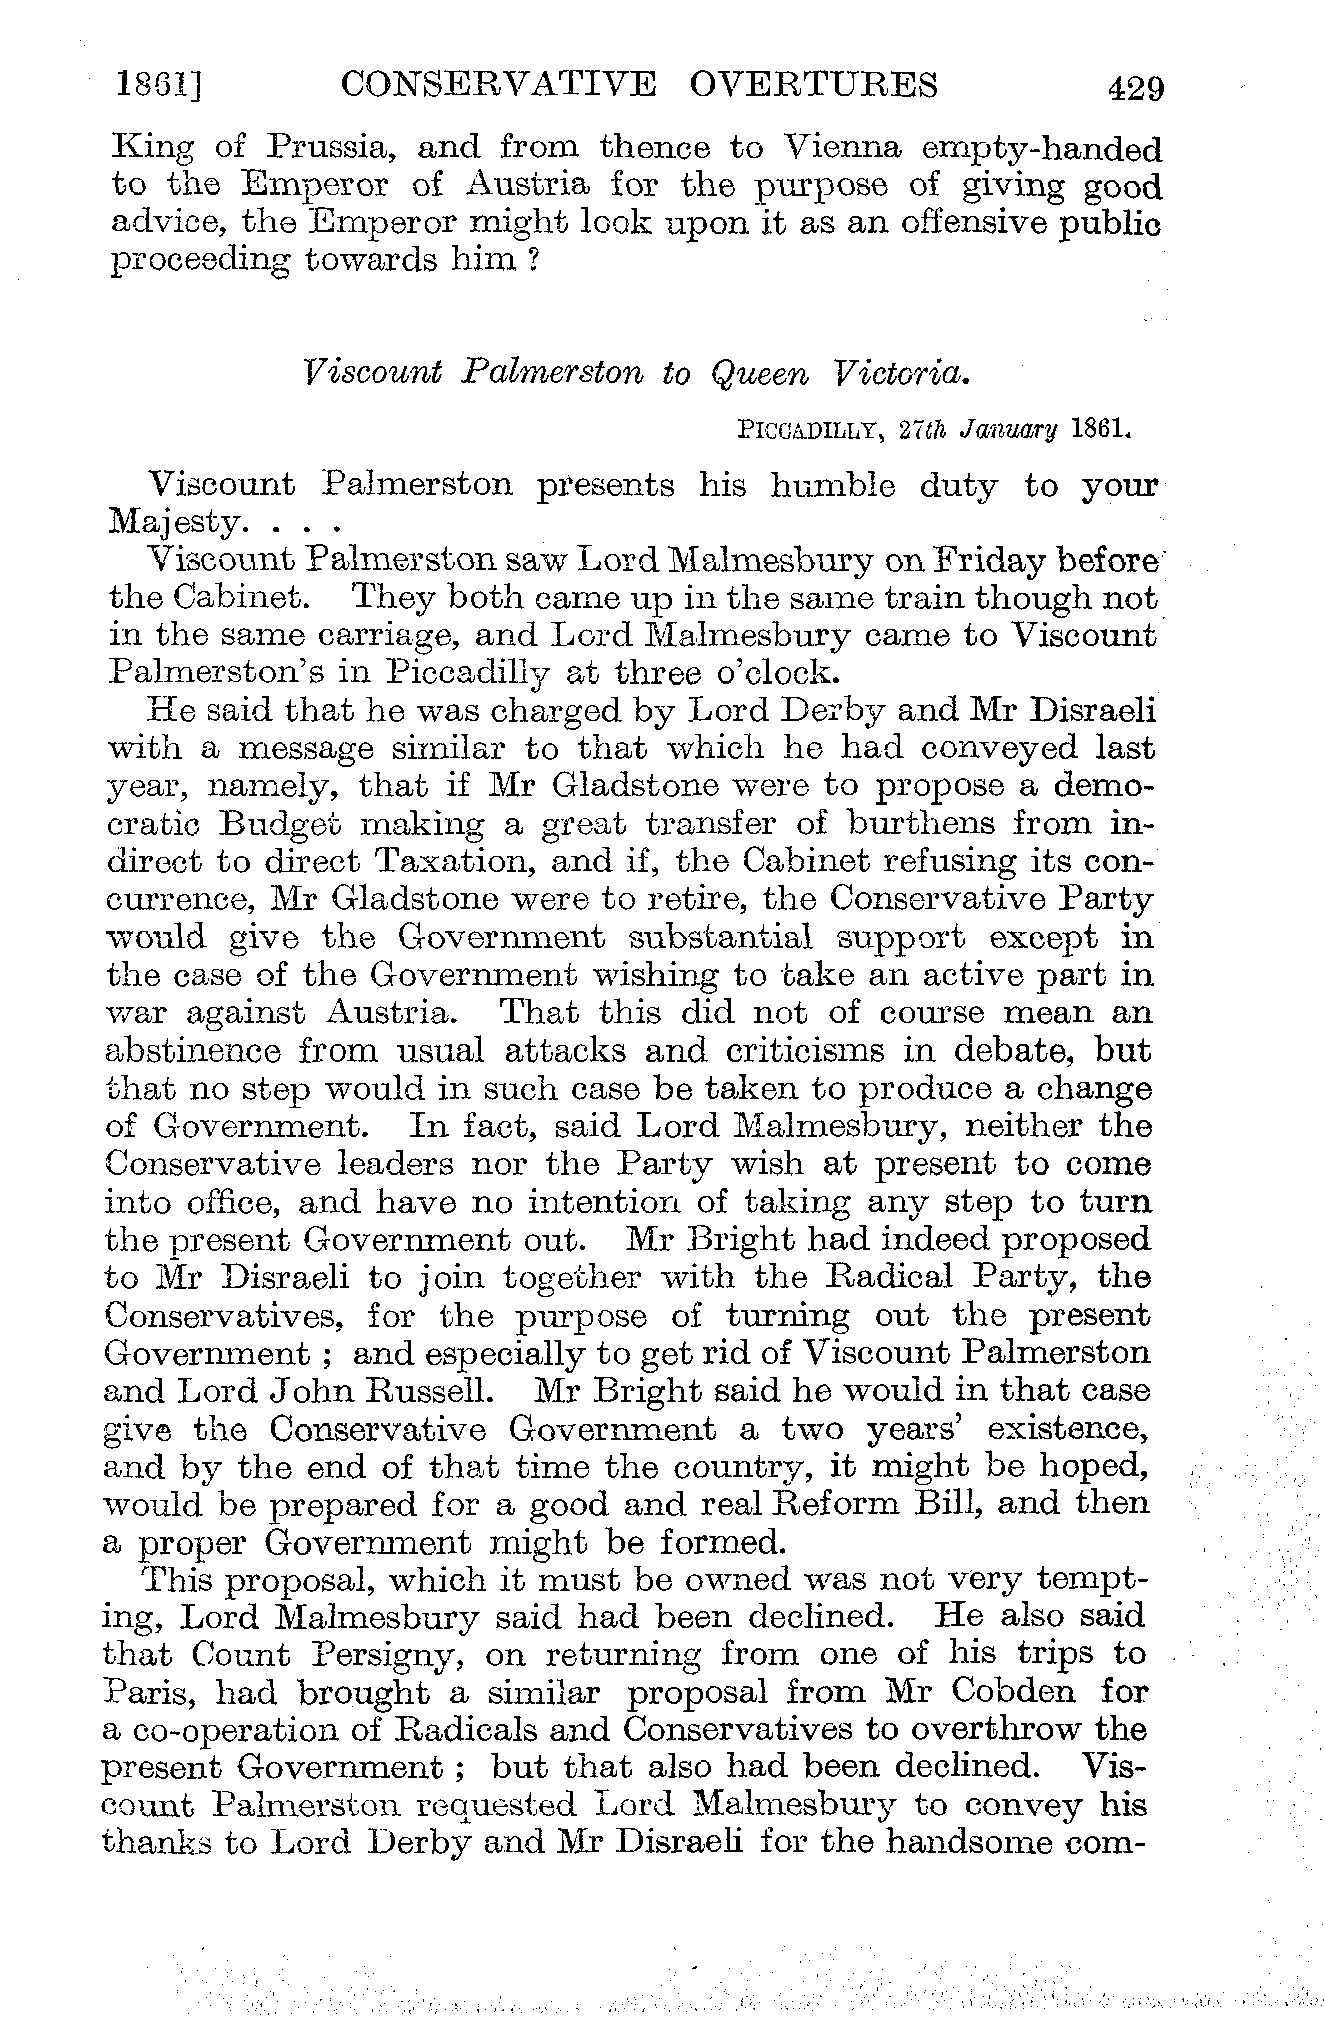 1861] CONSERVATIVE OVERTURES 429
King of Prussia, and from thence to Vienna empty-handed
to the Emperor of Austria for the purpose of giving good
advice, the Emperor might look upon it as an offensive public
proceeding towards him ?
Viscount Palmerston to Queen Victoria.
PICCADILLY, 27th January 1861.
Viscount Palmerston presents his humble duty to your
Majesty. . . .
Viscount Palmerston saw Lord Malmesbury on Friday before
the Cabinet. They both came up in the same train though not
in the same carriage, and Lord Malmesbury came to Viscount
Palmerston's in Piccadilly at three o'clock.
He said that he was charged by Lord Derby and Mr Disraeli
with a message similar to that which he had conveyed last
year, namely, that if Mr Gladstone were to propose a demo-
cratic Budget making a great transfer of burthens from in-
direct to direct Taxation, and if, the Cabinet refusing its con-
currence, Mr Gladstone were to retire, the Conservative Party
would give the Government substantial support except in
the case of the Government wishing to take an active part in
war against Austria. That this did not of course mean an
abstinence from usual attacks and criticisms in debate, but
that no step would in such case be taken to produce a change
of Government. In fact, said Lord Malmesbury, neither the
Conservative leaders nor the Party wish at present to come
into office, and have no intention of taking any step to turn
the present Government out. Mr Bright had indeed proposed
to Mr Disraeli to join together with the Radical Party, the
Conservatives, for the purpose of turning out the present
Government ; and especially to get rid of Viscount Palmerston
and Lord John Russell. Mr Bright said he would in that case
give the Conservative Government a two years' existence,
and by the end of that time the country, it might be hoped,
would be prepared for a good and real Reform Bill, and then
a proper Government might be formed.
This proposal, which it must be owned was not very tempt-
ing, Lord Malmesbury said had been declined. He also said
that Count Persigny, on returning from one of his trips to
Paris, had brought a similar proposal from Mr Cobden for
a co-operation of Radicals and Conservatives to overthrow the
present Government ; but that also had been declined. Vis-
count Palmerston requested Lord Malmesbury to convey his
thanks to Lord Derby and Mr Disraeli for the handsome com-